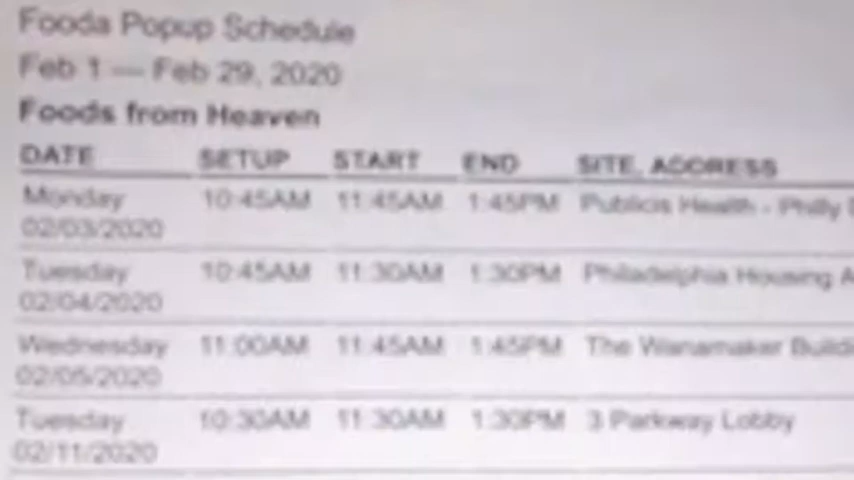 Fooda Popup Schedule
Feb 1 — Feb 29, 2020
Foods from Heaven
DATE SETUP START END SITE, ADDRESS
Monday 10:45AM 11:45AM 1:45PM Publicis Health - Philly
02/03/2020
Tuesday 10:45AM 11:30AM 1:30PM Philadelphia Housing A
02/04/2020
Wednesday 11:00AM 11:45AM 1:45PM The Wanamaker Buildi
02/05/2020
Tuesday 10:30AM 11:30AM 1:30PM 3 Parkway Lobby
02/11/2020